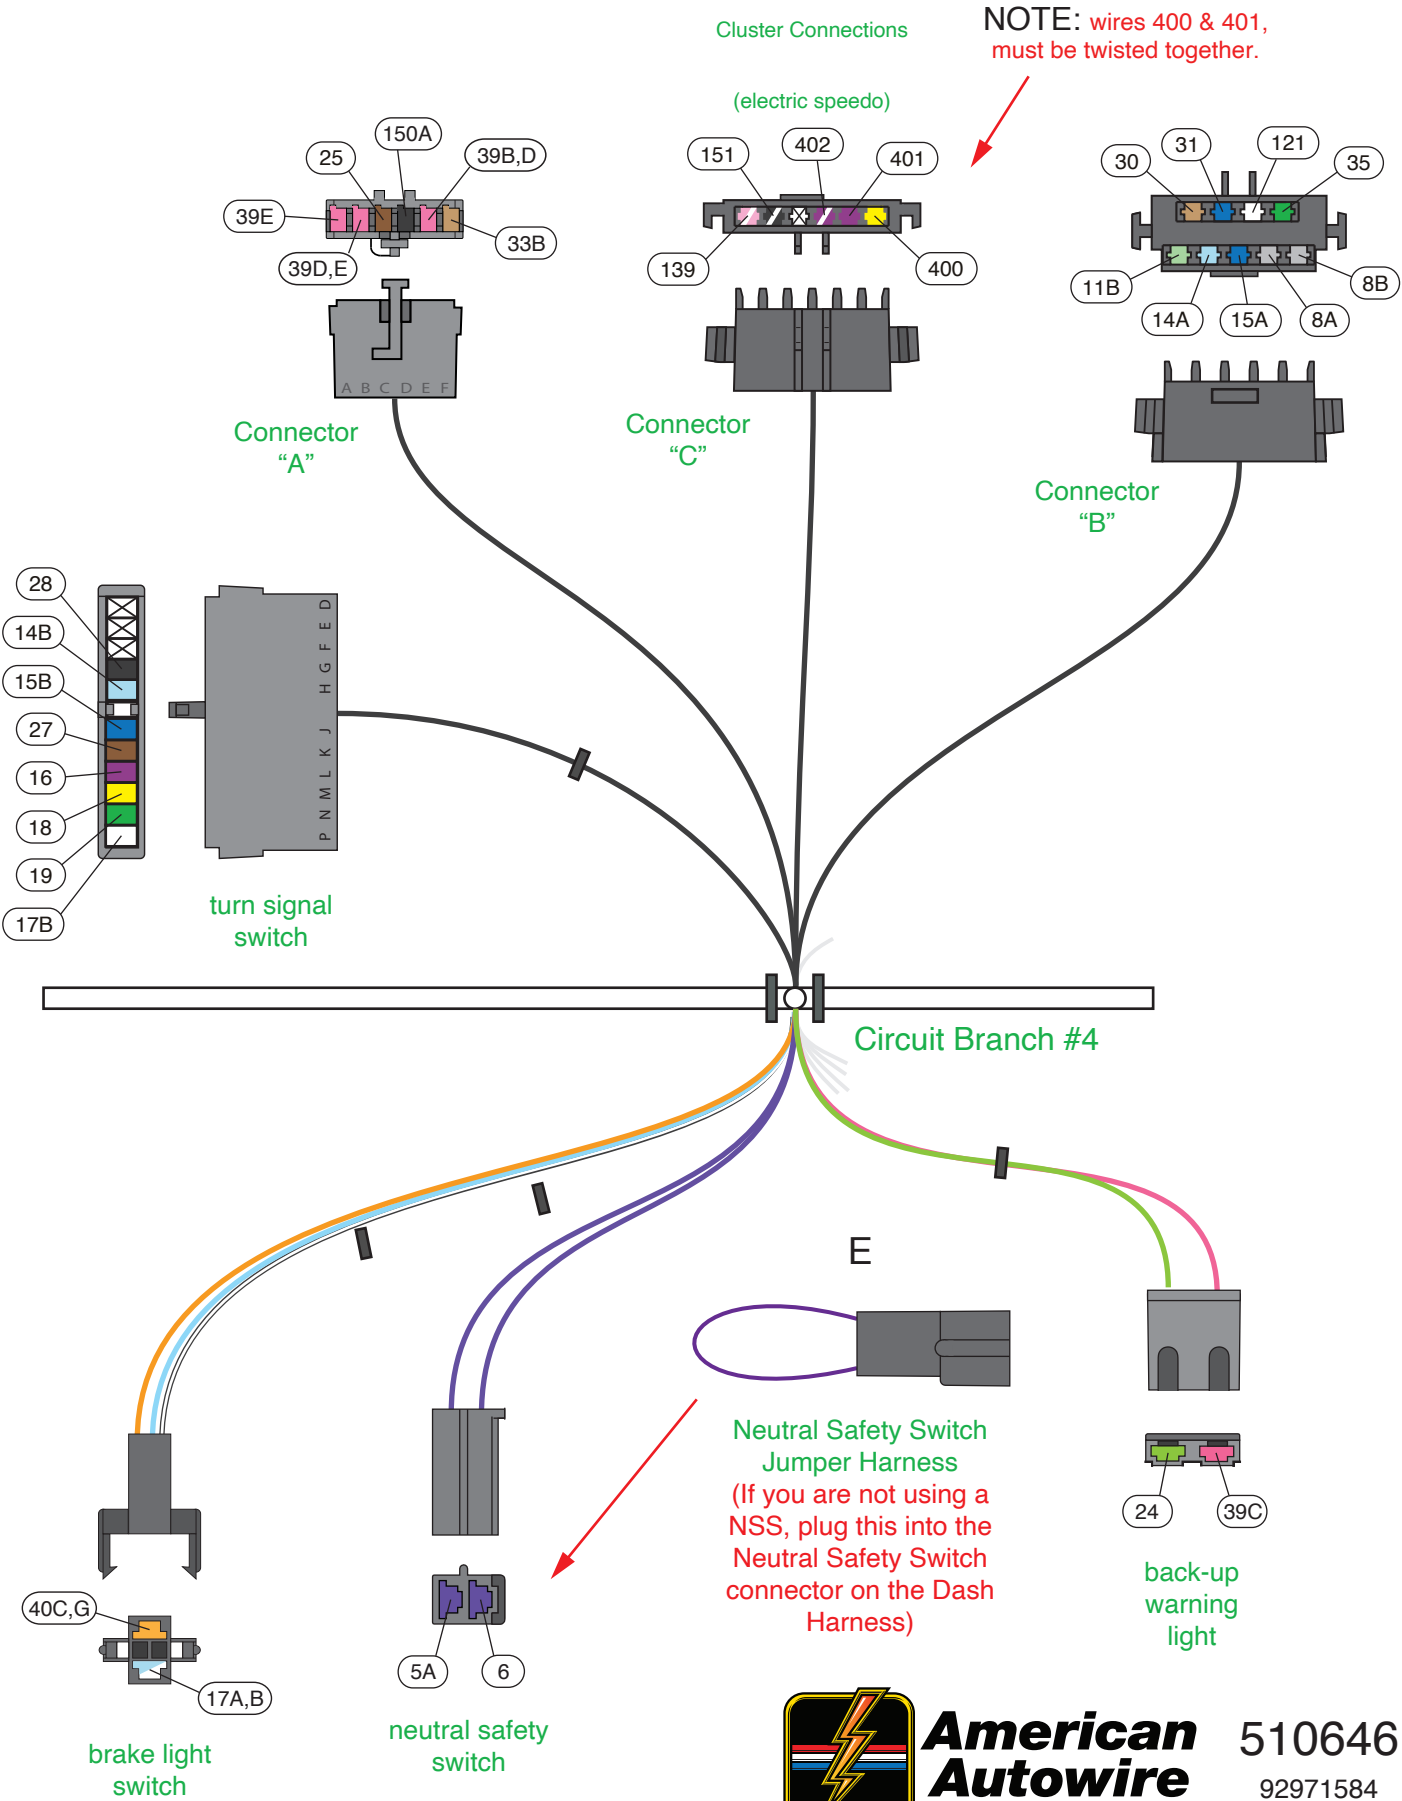 Cluster Connections
(electric speedo)
NOTE: wires 400 & 401,
must be twisted together.
39E
25
150A
39B,D
39D,E
33B
A B C D E F
Connector
“A”
151
402
401
139
400
Connector
“C”
30
31
121
35
11B
14A
15A
8A
8B
Connector
“B”
28
14B
15B
27
16
18
19
17B
D
E
F
G
H
J
K
L
M
N
P
turn signal
switch
Circuit Branch #4
E
Neutral Safety Switch
Jumper Harness
(If you are not using a
NSS, plug this into the
Neutral Safety Switch
connector on the Dash
Harness)
24
39C
back-up
warning
light
40C,G
17A,B
brake light
switch
5A
6
neutral safety
switch
American
Autowire
510646
92971584